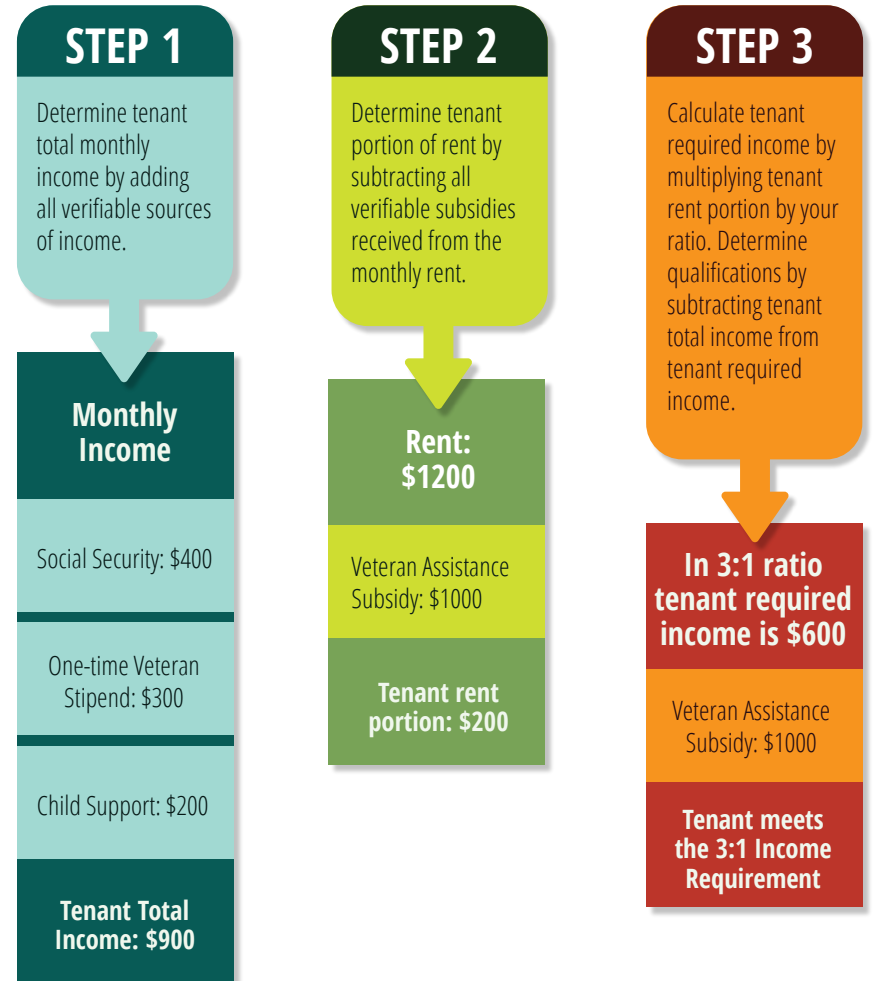 STEP 1
Determine tenant
total monthly
income by adding
all verifiable sources
of income.
Monthly
Income
Social Security: $400
One-time Veteran
Stipend: $300
Child Support: $200
Tenant Total
Income: $900
STEP 2
Determine tenant
portion of rent by
subtracting all
verifiable subsidies
received from the
monthly rent.
Rent:
$1200
Veteran Assistance
Subsidy: $1000
Tenant rent
portion: $200
STEP 3
Calculate tenant
required income by
multiplying tenant
rent portion by your
ratio. Determine
qualifications by
subtracting tenant
total income from
tenant required
income.
In 3:1 ratio
tenant required
income is $600
Veteran Assistance
Subsidy: $1000
Tenant meets
the 3:1 Income
Requirement